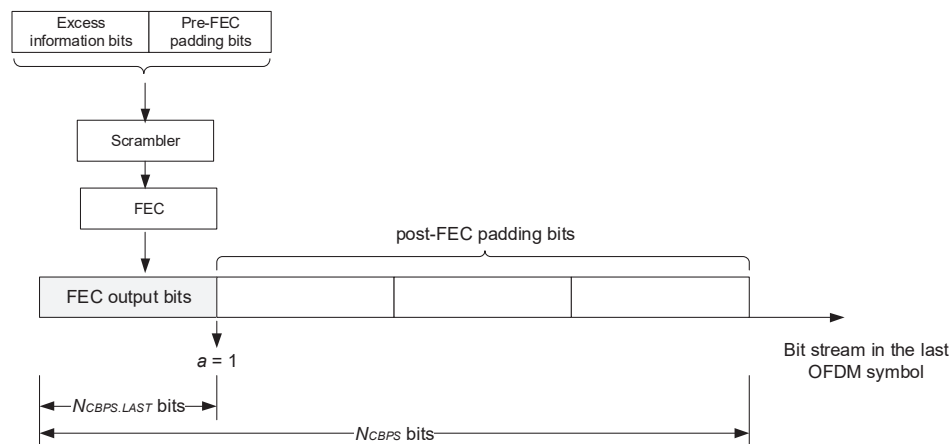 Excess
information bits
Pre-FEC
padding bits
Scrambler
FEC
post-FEC padding bits
FEC output bits
a = 1
Bit stream in the last
OFDM symbol
NCBPS.LAST bits
NCBPS bits